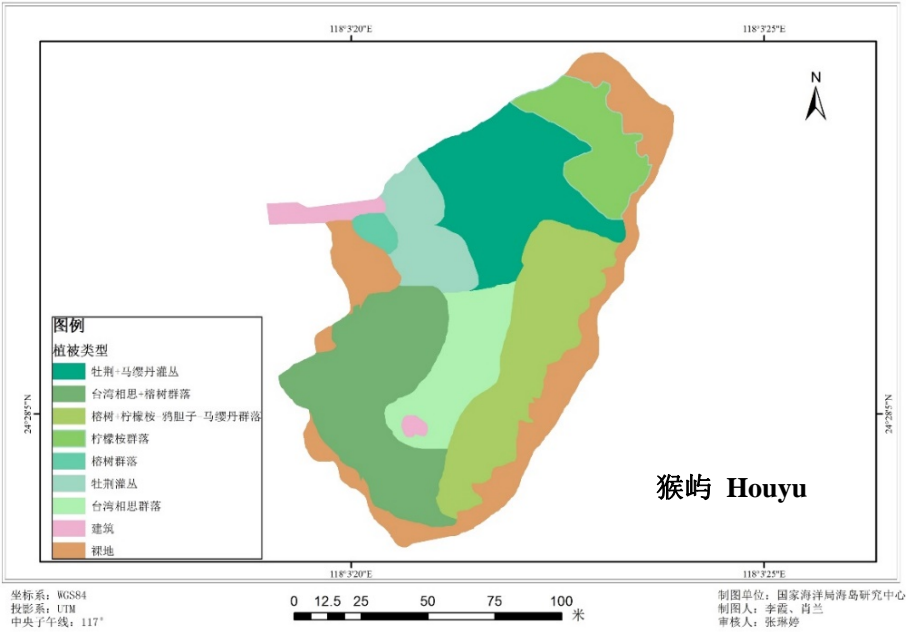 118°3'20"E 118°3'25"E
N
24°28'5"N 24°28'5"N
图例
植被类型
牡荆+马缨丹灌丛
台湾相思+榕树群落
榕树+柠檬桉-鸦胆子-马缨丹群落
柠檬桉群落
榕树群落
牡荆灌丛
台湾相思群落
建筑
裸地
猴屿 Houyu
118°3'20"E 118°3'25"E
坐标系：WGS84
投影系：UTM
中央子午线：117°
0 12.5 25 50 75 100
米
制图单位：国家海洋局海岛研究中心
制图人：李霞、肖兰
审核人：张琳婷